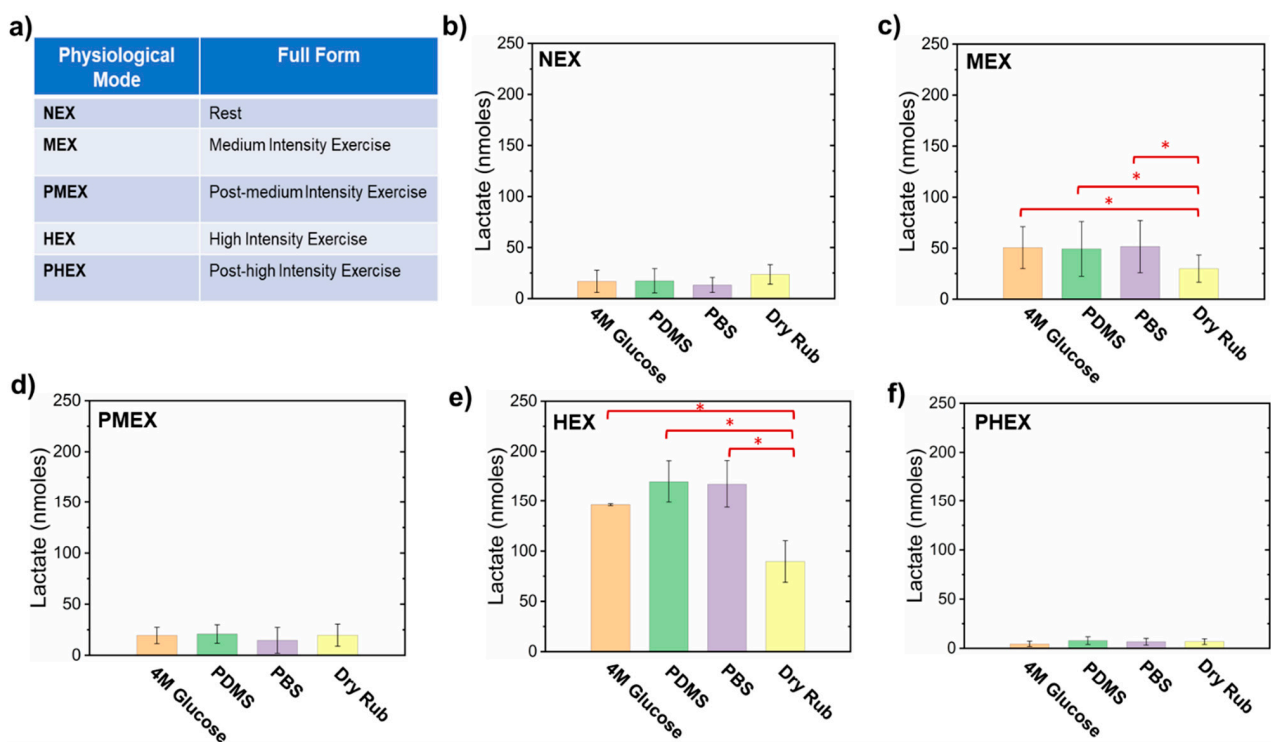 a)
Physiological Mode Full Form
NEX Rest
MEX Medium Intensity Exercise
PMEX Post-medium Intensity Exercise
HEX High Intensity Exercise
PHEX Post-high Intensity Exercise
b)
NEX
Lactate (nmoles)
250
200
150
100
50
0
4M Glucose
PDMS
PBS
Dry Rub
c)
MEX
Lactate (nmoles)
250
200
150
100
50
0
*
*
*
4M Glucose
PDMS
PBS
Dry Rub
d)
PMEX
Lactate (nmoles)
250
200
150
100
50
0
4M Glucose
PDMS
PBS
Dry Rub
e)
HEX
Lactate (nmoles)
250
200
150
100
50
0
*
*
*
4M Glucose
PDMS
PBS
Dry Rub
f)
PHEX
Lactate (nmoles)
250
200
150
100
50
0
4M Glucose
PDMS
PBS
Dry Rub